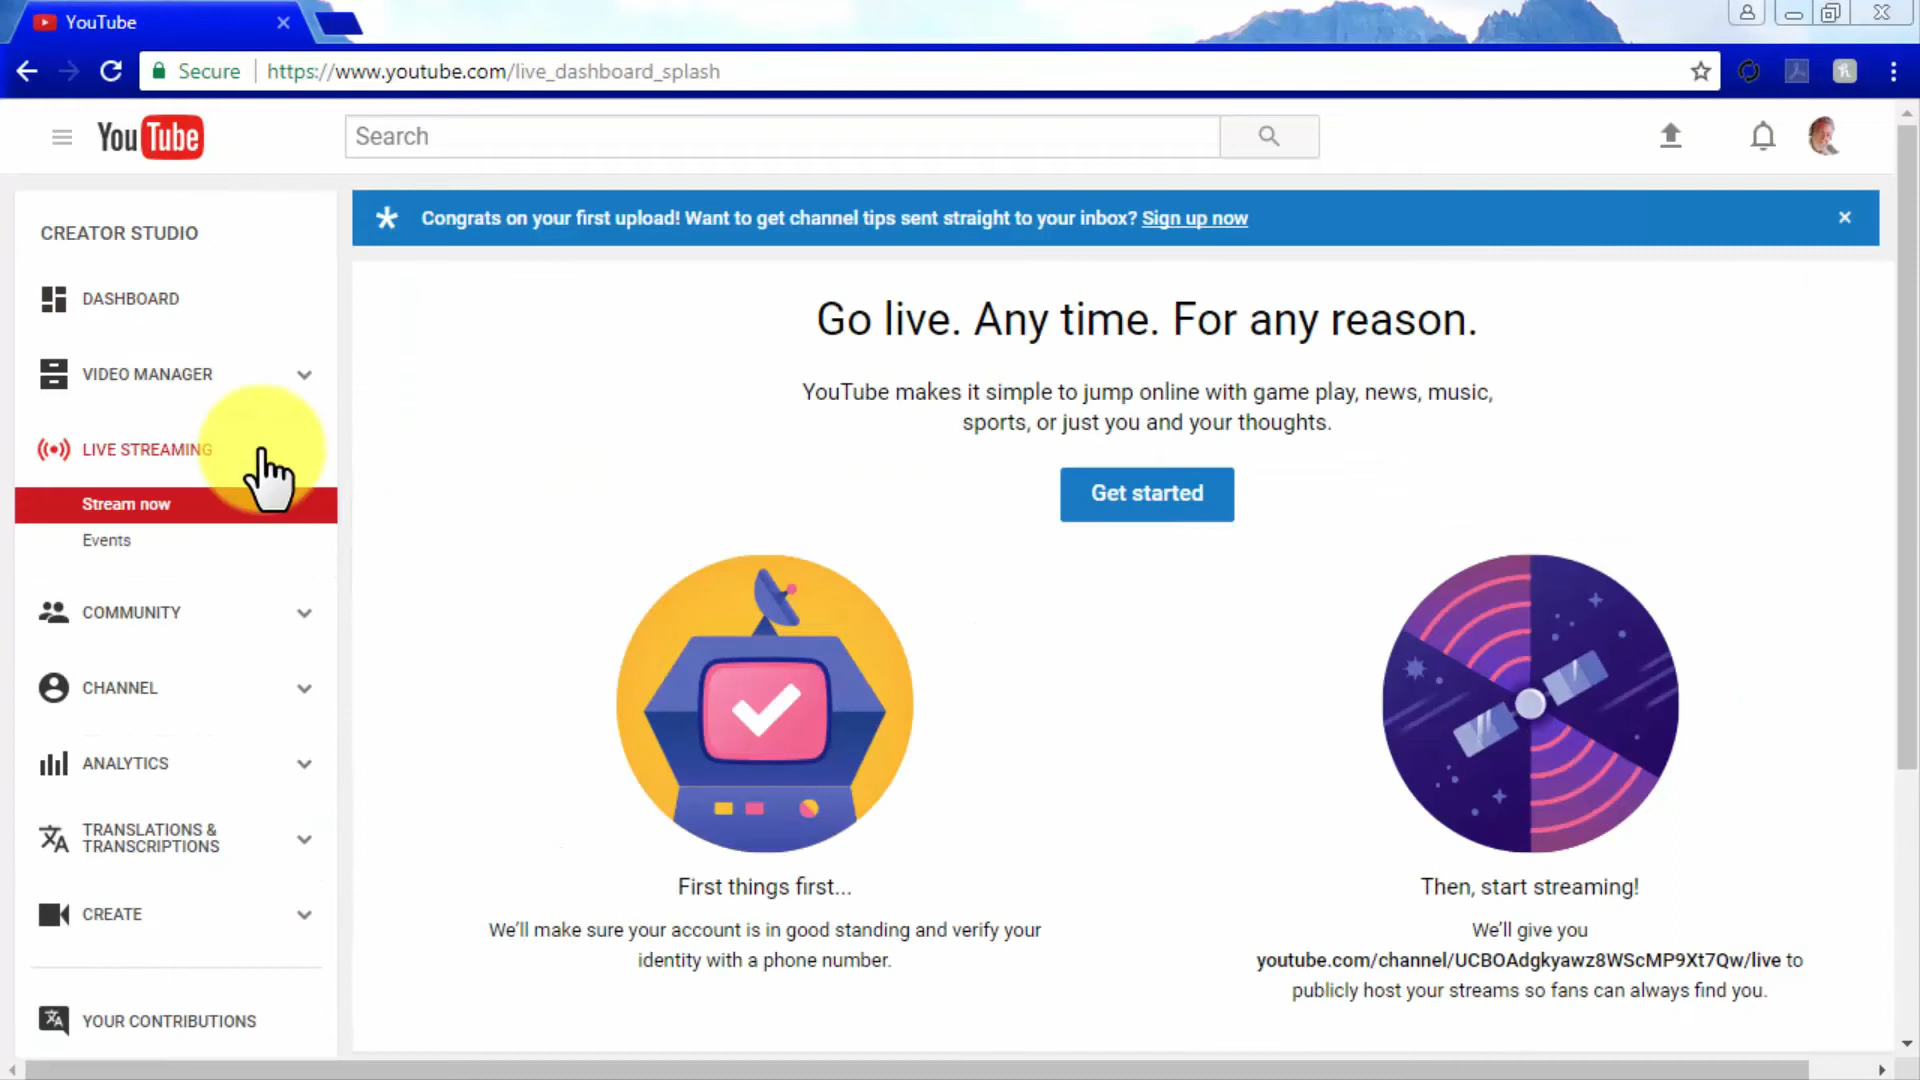 YouTube
Secure
https://www.youtube.com/live_dashboard_splash
YouTube
Search
CREATOR STUDIO
Congrats on your first upload! Want to get channel tips sent straight to your inbox? Sign up now
DASHBOARD
VIDEO MANAGER
LIVE STREAMING
Stream now
Events
COMMUNITY
CHANNEL
ANALYTICS
TRANSLATIONS &
TRANSCRIPTIONS
CREATE
YOUR CONTRIBUTIONS
Go live. Any time. For any reason.
YouTube makes it simple to jump online with game play, news, music,
sports, or just you and your thoughts.
Get started
First things first...
We'll make sure your account is in good standing and verify your
identity with a phone number.
Then, start streaming!
We'll give you
youtube.com/channel/UCBOAdgkyawz8WScMP9Xt7Qw/live to
publicly host your streams so fans can always find you.